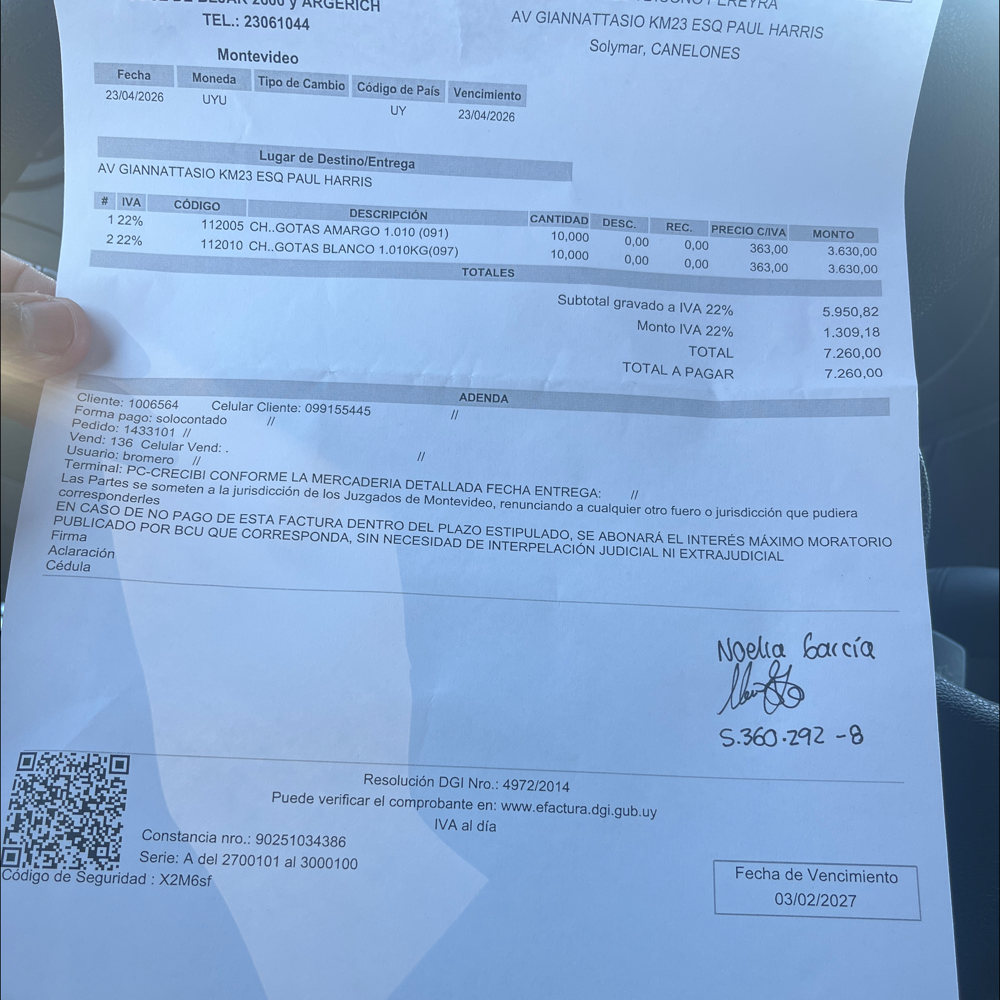 y ARGERICH
TEL.: 23061044
AV GIANNATTASIO KM23 ESQ PAUL HARRIS
Solymar, CANELONES
Montevideo
Fecha Moneda Tipo de Cambio Código de País Vencimiento
23/04/2026 UYU UY 23/04/2026
Lugar de Destino/Entrega
AV GIANNATTASIO KM23 ESQ PAUL HARRIS
# IVA CÓDIGO DESCRIPCIÓN CANTIDAD DESC. REC. PRECIO C/IVA MONTO
1 22% 112005 CH..GOTAS AMARGO 1.010 (091) 10,000 0,00 0,00 363,00 3.630,00
2 22% 112010 CH..GOTAS BLANCO 1.010KG(097) 10,000 0,00 0,00 363,00 3.630,00
TOTALES
Subtotal gravado a IVA 22% 5.950,82
Monto IVA 22% 1.309,18
TOTAL 7.260,00
TOTAL A PAGAR 7.260,00
ADENDA
Cliente: 1006564 Celular Cliente: 099155445 //
Forma pago: solocontado //
Pedido: 1433101 //
Vend: 136 Celular Vend: . //
Usuario: bromero //
Terminal: PC-CRECIBI CONFORME LA MERCADERIA DETALLADA FECHA ENTREGA: //
Las Partes se someten a la jurisdicción de los Juzgados de Montevideo, renunciando a cualquier otro fuero o jurisdicción que pudiera
corresponderles
EN CASO DE NO PAGO DE ESTA FACTURA DENTRO DEL PLAZO ESTIPULADO, SE ABONARÁ EL INTERÉS MÁXIMO MORATORIO
PUBLICADO POR BCU QUE CORRESPONDA, SIN NECESIDAD DE INTERPELACIÓN JUDICIAL NI EXTRAJUDICIAL
Firma
Aclaración
Cédula
Noelia García
5.360.292-8
Resolución DGI Nro.: 4972/2014
Puede verificar el comprobante en: www.efactura.dgi.gub.uy
IVA al día
Constancia nro.: 90251034386
Serie: A del 2700101 al 3000100
Código de Seguridad : X2M6sf
Fecha de Vencimiento
03/02/2027